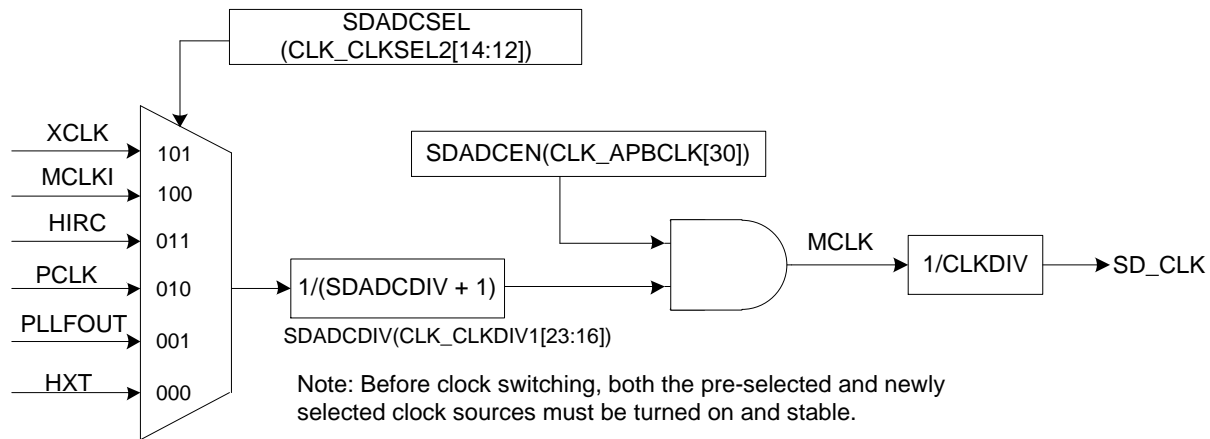 SDADCSEL
(CLK_CLKSEL2[14:12])
XCLK
101
MCLKI
100
HIRC
011
PCLK
010
PLLFOUT
001
HXT
000
SDADCEN(CLK_APBCLK[30])
1/(SDADCDIV + 1)
SDADCDIV(CLK_CLKDIV1[23:16])
MCLK
1/CLKDIV
SD_CLK
Note: Before clock switching, both the pre-selected and newly
selected clock sources must be turned on and stable.